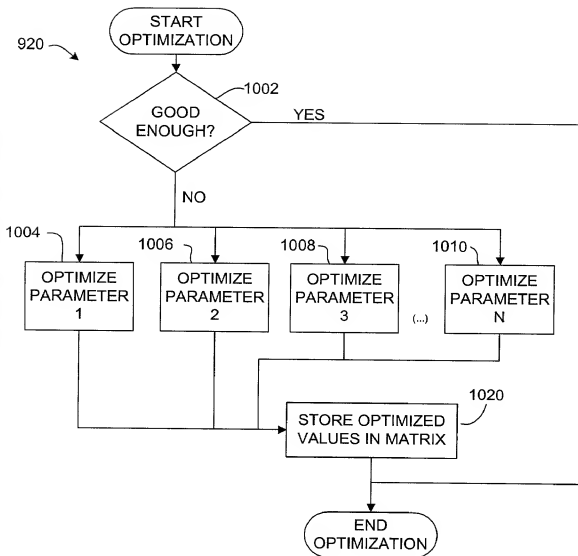 START
OPTIMIZATION
920
1002
GOOD
ENOUGH?
YES
NO
1004
1006
1008
1010
OPTIMIZE
PARAMETER
1
OPTIMIZE
PARAMETER
2
OPTIMIZE
PARAMETER
3
(...)
OPTIMIZE
PARAMETER
N
1020
STORE OPTIMIZED
VALUES IN MATRIX
END
OPTIMIZATION